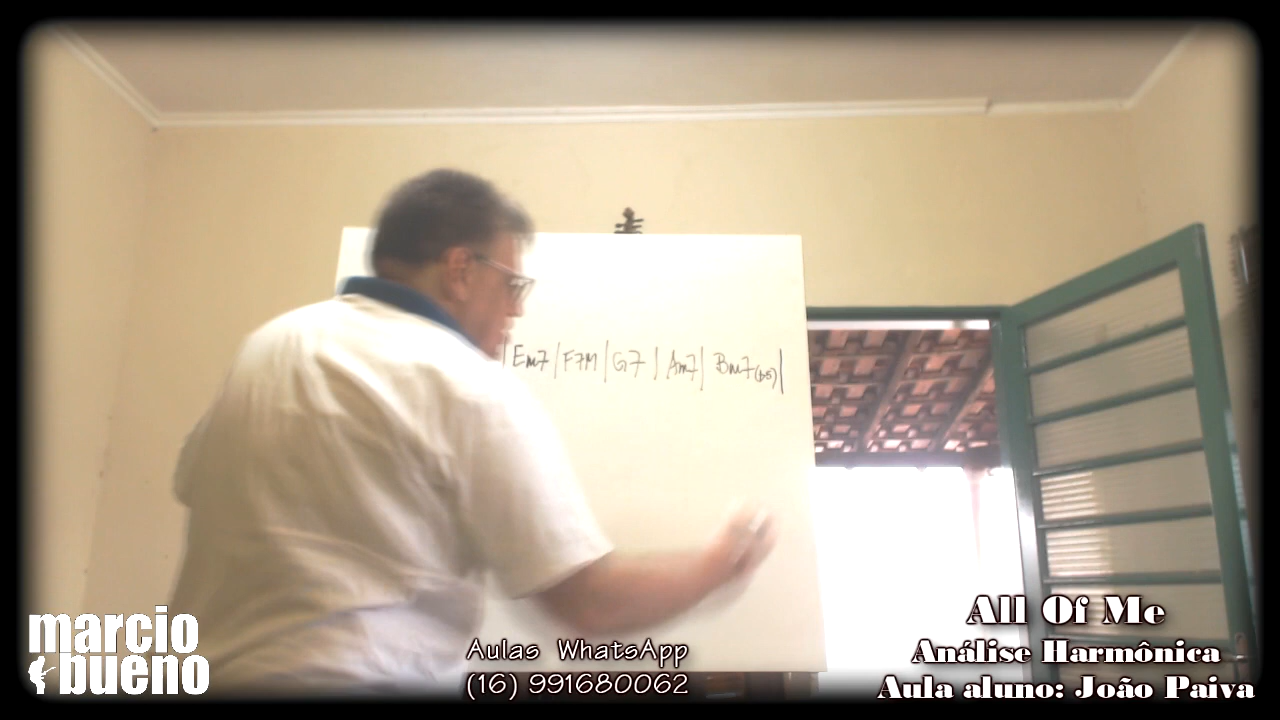 | Em7 | F7M | G7 | Am7 | Bm7(b5) |
marcio
bueno
Aulas WhatsApp
(16) 991680062
All Of Me
Análise Harmônica
Aula aluno: João Paiva